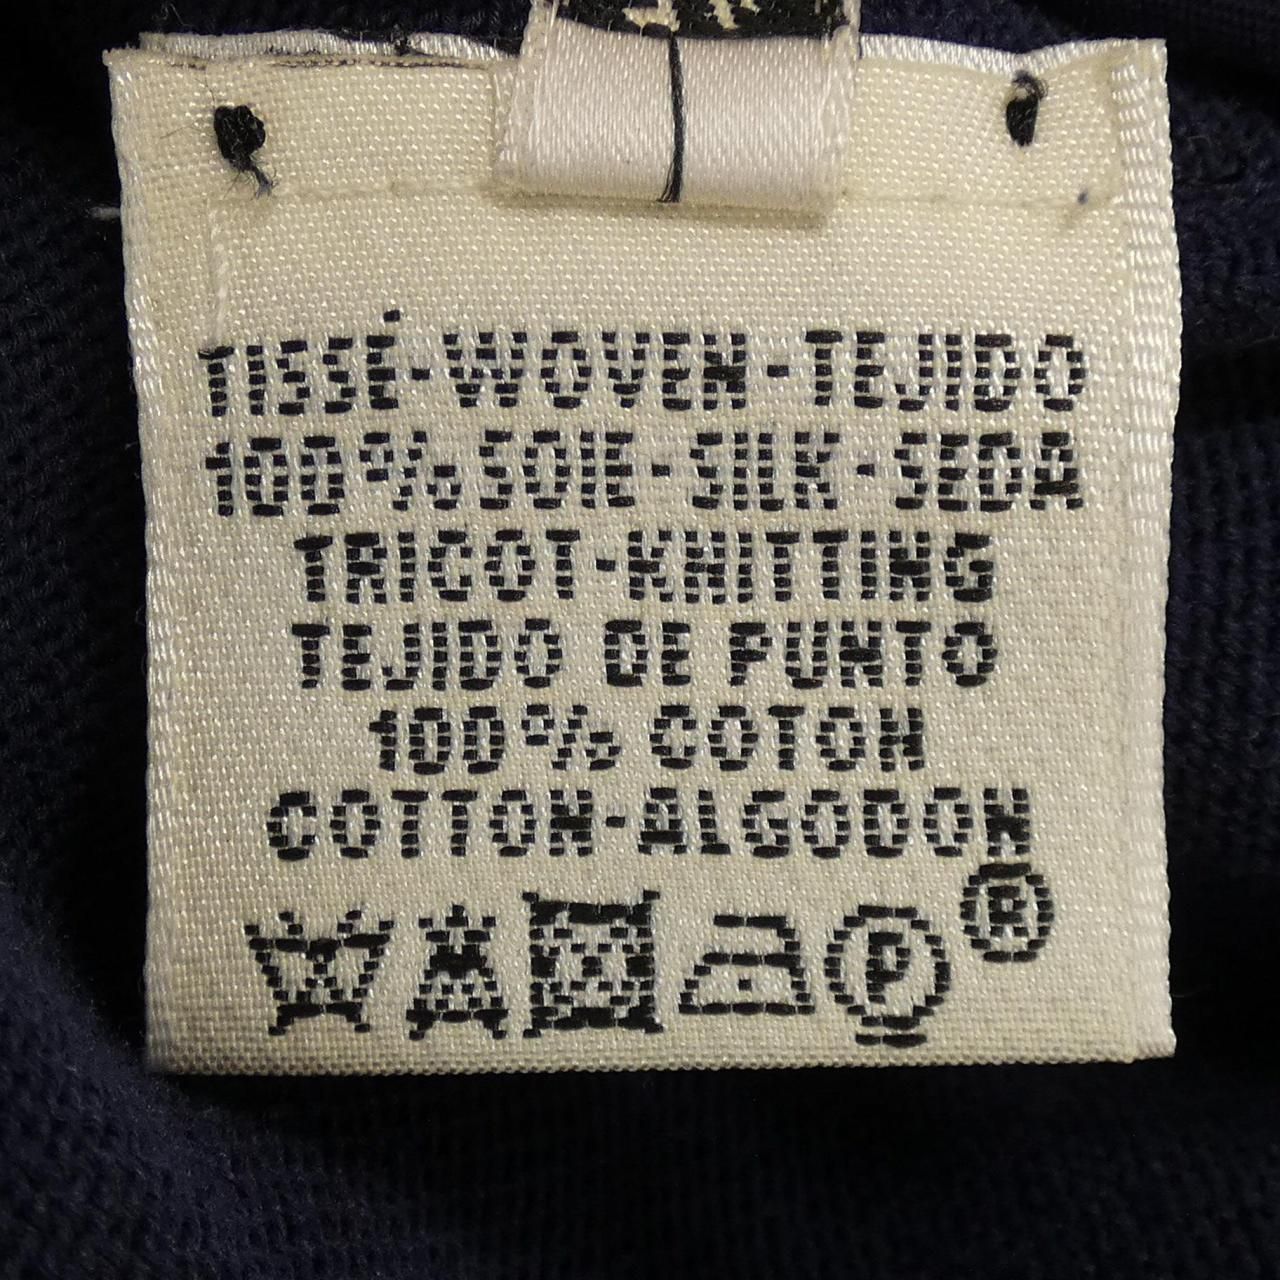 TISSÉ-WOVEN-TEJIDO
100% SOIE-SILK-SEDA
TRICOT-KNITTING
TEJIDO DE PUNTO
100% COTON
COTTON-ALGODON
P ®